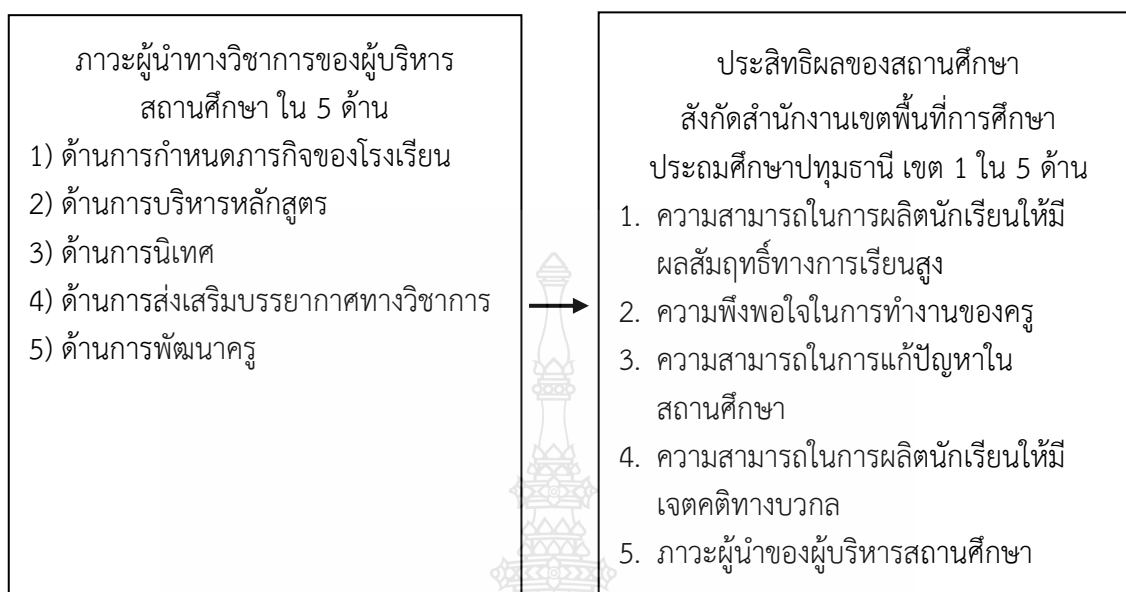 ภาวะผู้นำทางวิชาการของผู้บริหาร
สถานศึกษา ใน 5 ด้าน
1) ด้านการกำหนดภารกิจของโรงเรียน
2) ด้านการบริหารหลักสูตร
3) ด้านการนิเทศ
4) ด้านการส่งเสริมบรรยากาศทางวิชาการ
5) ด้านการพัฒนาครู
ประสิทธิผลของสถานศึกษา
สังกัดสำนักงานเขตพื้นที่การศึกษา
ประถมศึกษาปทุมธานี เขต 1 ใน 5 ด้าน
1. ความสามารถในการผลิตนักเรียนให้มี
ผลสัมฤทธิ์ทางการเรียนสูง
2. ความพึงพอใจในการทำงานของครู
3. ความสามารถในการแก้ปัญหาใน
สถานศึกษา
4. ความสามารถในการผลิตนักเรียนให้มี
เจตคติทางบวกล
5. ภาวะผู้นำของผู้บริหารสถานศึกษา